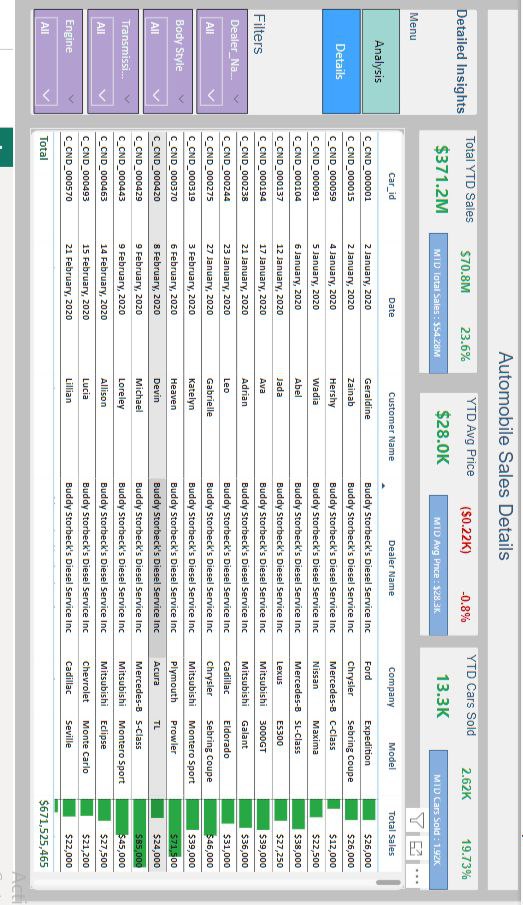 Automobile Sales Details
Detailed Insights
Total YTD Sales
$70.8M 23.6%
$371.2M
MTD Total Sales : $54.28M
YTD Avg Price
($0.22K) -0.8%
$28.0K
MTD Avg Price : $28.3K
YTD Cars Sold
2.62K 19.73%
13.3K
MTD Cars Sold : 1.92K
Menu
Analysis
Details
Filters
Dealer_Na...
All
Body Style
All
Transmissi...
All
Engine
All
Car_id Date Customer Name Dealer Name Company Model Total Sales
C_CND_000001 2 January, 2020 Geraldine Buddy Storbeck's Diesel Service Inc Ford Expedition $26,000
C_CND_000015 2 January, 2020 Zainab Buddy Storbeck's Diesel Service Inc Chrysler Sebring Coupe $26,000
C_CND_000059 4 January, 2020 Hershy Buddy Storbeck's Diesel Service Inc Mercedes-B C-Class $12,000
C_CND_000091 5 January, 2020 Wadia Buddy Storbeck's Diesel Service Inc Nissan Maxima $22,500
C_CND_000104 6 January, 2020 Abel Buddy Storbeck's Diesel Service Inc Mercedes-B SL-Class $38,000
C_CND_000137 12 January, 2020 Jada Buddy Storbeck's Diesel Service Inc Lexus ES300 $27,250
C_CND_000194 17 January, 2020 Ava Buddy Storbeck's Diesel Service Inc Mitsubishi 3000GT $39,000
C_CND_000238 21 January, 2020 Adrian Buddy Storbeck's Diesel Service Inc Mitsubishi Galant $36,000
C_CND_000244 23 January, 2020 Leo Buddy Storbeck's Diesel Service Inc Cadillac Eldorado $31,000
C_CND_000275 27 January, 2020 Gabrielle Buddy Storbeck's Diesel Service Inc Chrysler Sebring Coupe $46,000
C_CND_000319 3 February, 2020 Katelyn Buddy Storbeck's Diesel Service Inc Mitsubishi Montero Sport $39,000
C_CND_000370 6 February, 2020 Heaven Buddy Storbeck's Diesel Service Inc Plymouth Prowler $71,500
C_CND_000420 8 February, 2020 Devin Buddy Storbeck's Diesel Service Inc Acura TL $24,000
C_CND_000429 9 February, 2020 Michael Buddy Storbeck's Diesel Service Inc Mercedes-B S-Class $85,000
C_CND_000443 9 February, 2020 Loreley Buddy Storbeck's Diesel Service Inc Mitsubishi Montero Sport $45,000
C_CND_000463 14 February, 2020 Allison Buddy Storbeck's Diesel Service Inc Mitsubishi Eclipse $27,500
C_CND_000493 15 February, 2020 Lucia Buddy Storbeck's Diesel Service Inc Chevrolet Monte Carlo $21,200
C_CND_000570 21 February, 2020 Lillian Buddy Storbeck's Diesel Service Inc Cadillac Seville $22,000
Total $671,525,465
Acti